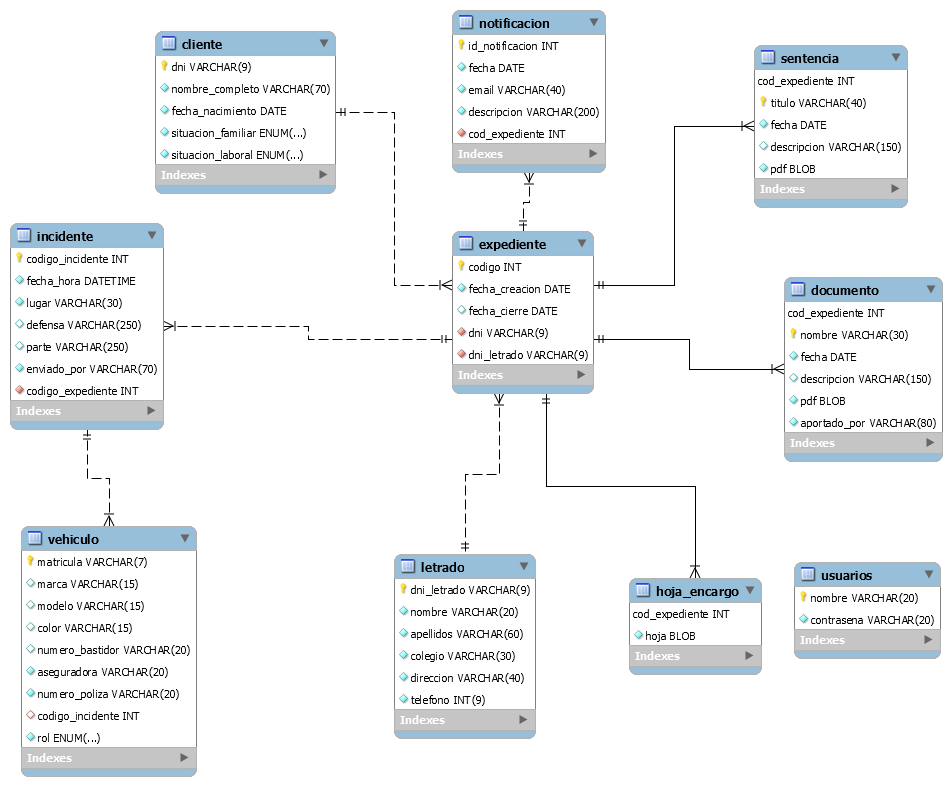 cliente
dni VARCHAR(9)
nombre_completo VARCHAR(70)
fecha_nacimiento DATE
situacion_familiar ENUM(...)
situacion_laboral ENUM(...)
Indexes
notificacion
id_notificacion INT
fecha DATE
email VARCHAR(40)
descripcion VARCHAR(200)
cod_expediente INT
Indexes
sentencia
cod_expediente INT
titulo VARCHAR(40)
fecha DATE
descripcion VARCHAR(150)
pdf BLOB
Indexes
incidente
codigo_incidente INT
fecha_hora DATETIME
lugar VARCHAR(30)
defensa VARCHAR(250)
parte VARCHAR(250)
enviado_por VARCHAR(70)
codigo_expediente INT
Indexes
expediente
codigo INT
fecha_creacion DATE
fecha_cierre DATE
dni VARCHAR(9)
dni_letrado VARCHAR(9)
Indexes
documento
cod_expediente INT
nombre VARCHAR(30)
fecha DATE
descripcion VARCHAR(150)
pdf BLOB
aportado_por VARCHAR(80)
Indexes
vehiculo
matricula VARCHAR(7)
marca VARCHAR(15)
modelo VARCHAR(15)
color VARCHAR(15)
numero_bastidor VARCHAR(20)
aseguradora VARCHAR(20)
numero_poliza VARCHAR(20)
codigo_incidente INT
rol ENUM(...)
Indexes
letrado
dni_letrado VARCHAR(9)
nombre VARCHAR(20)
apellidos VARCHAR(60)
colegio VARCHAR(30)
direccion VARCHAR(40)
telefono INT(9)
Indexes
hoja_encargo
cod_expediente INT
hoja BLOB
Indexes
usuarios
nombre VARCHAR(20)
contrasena VARCHAR(20)
Indexes